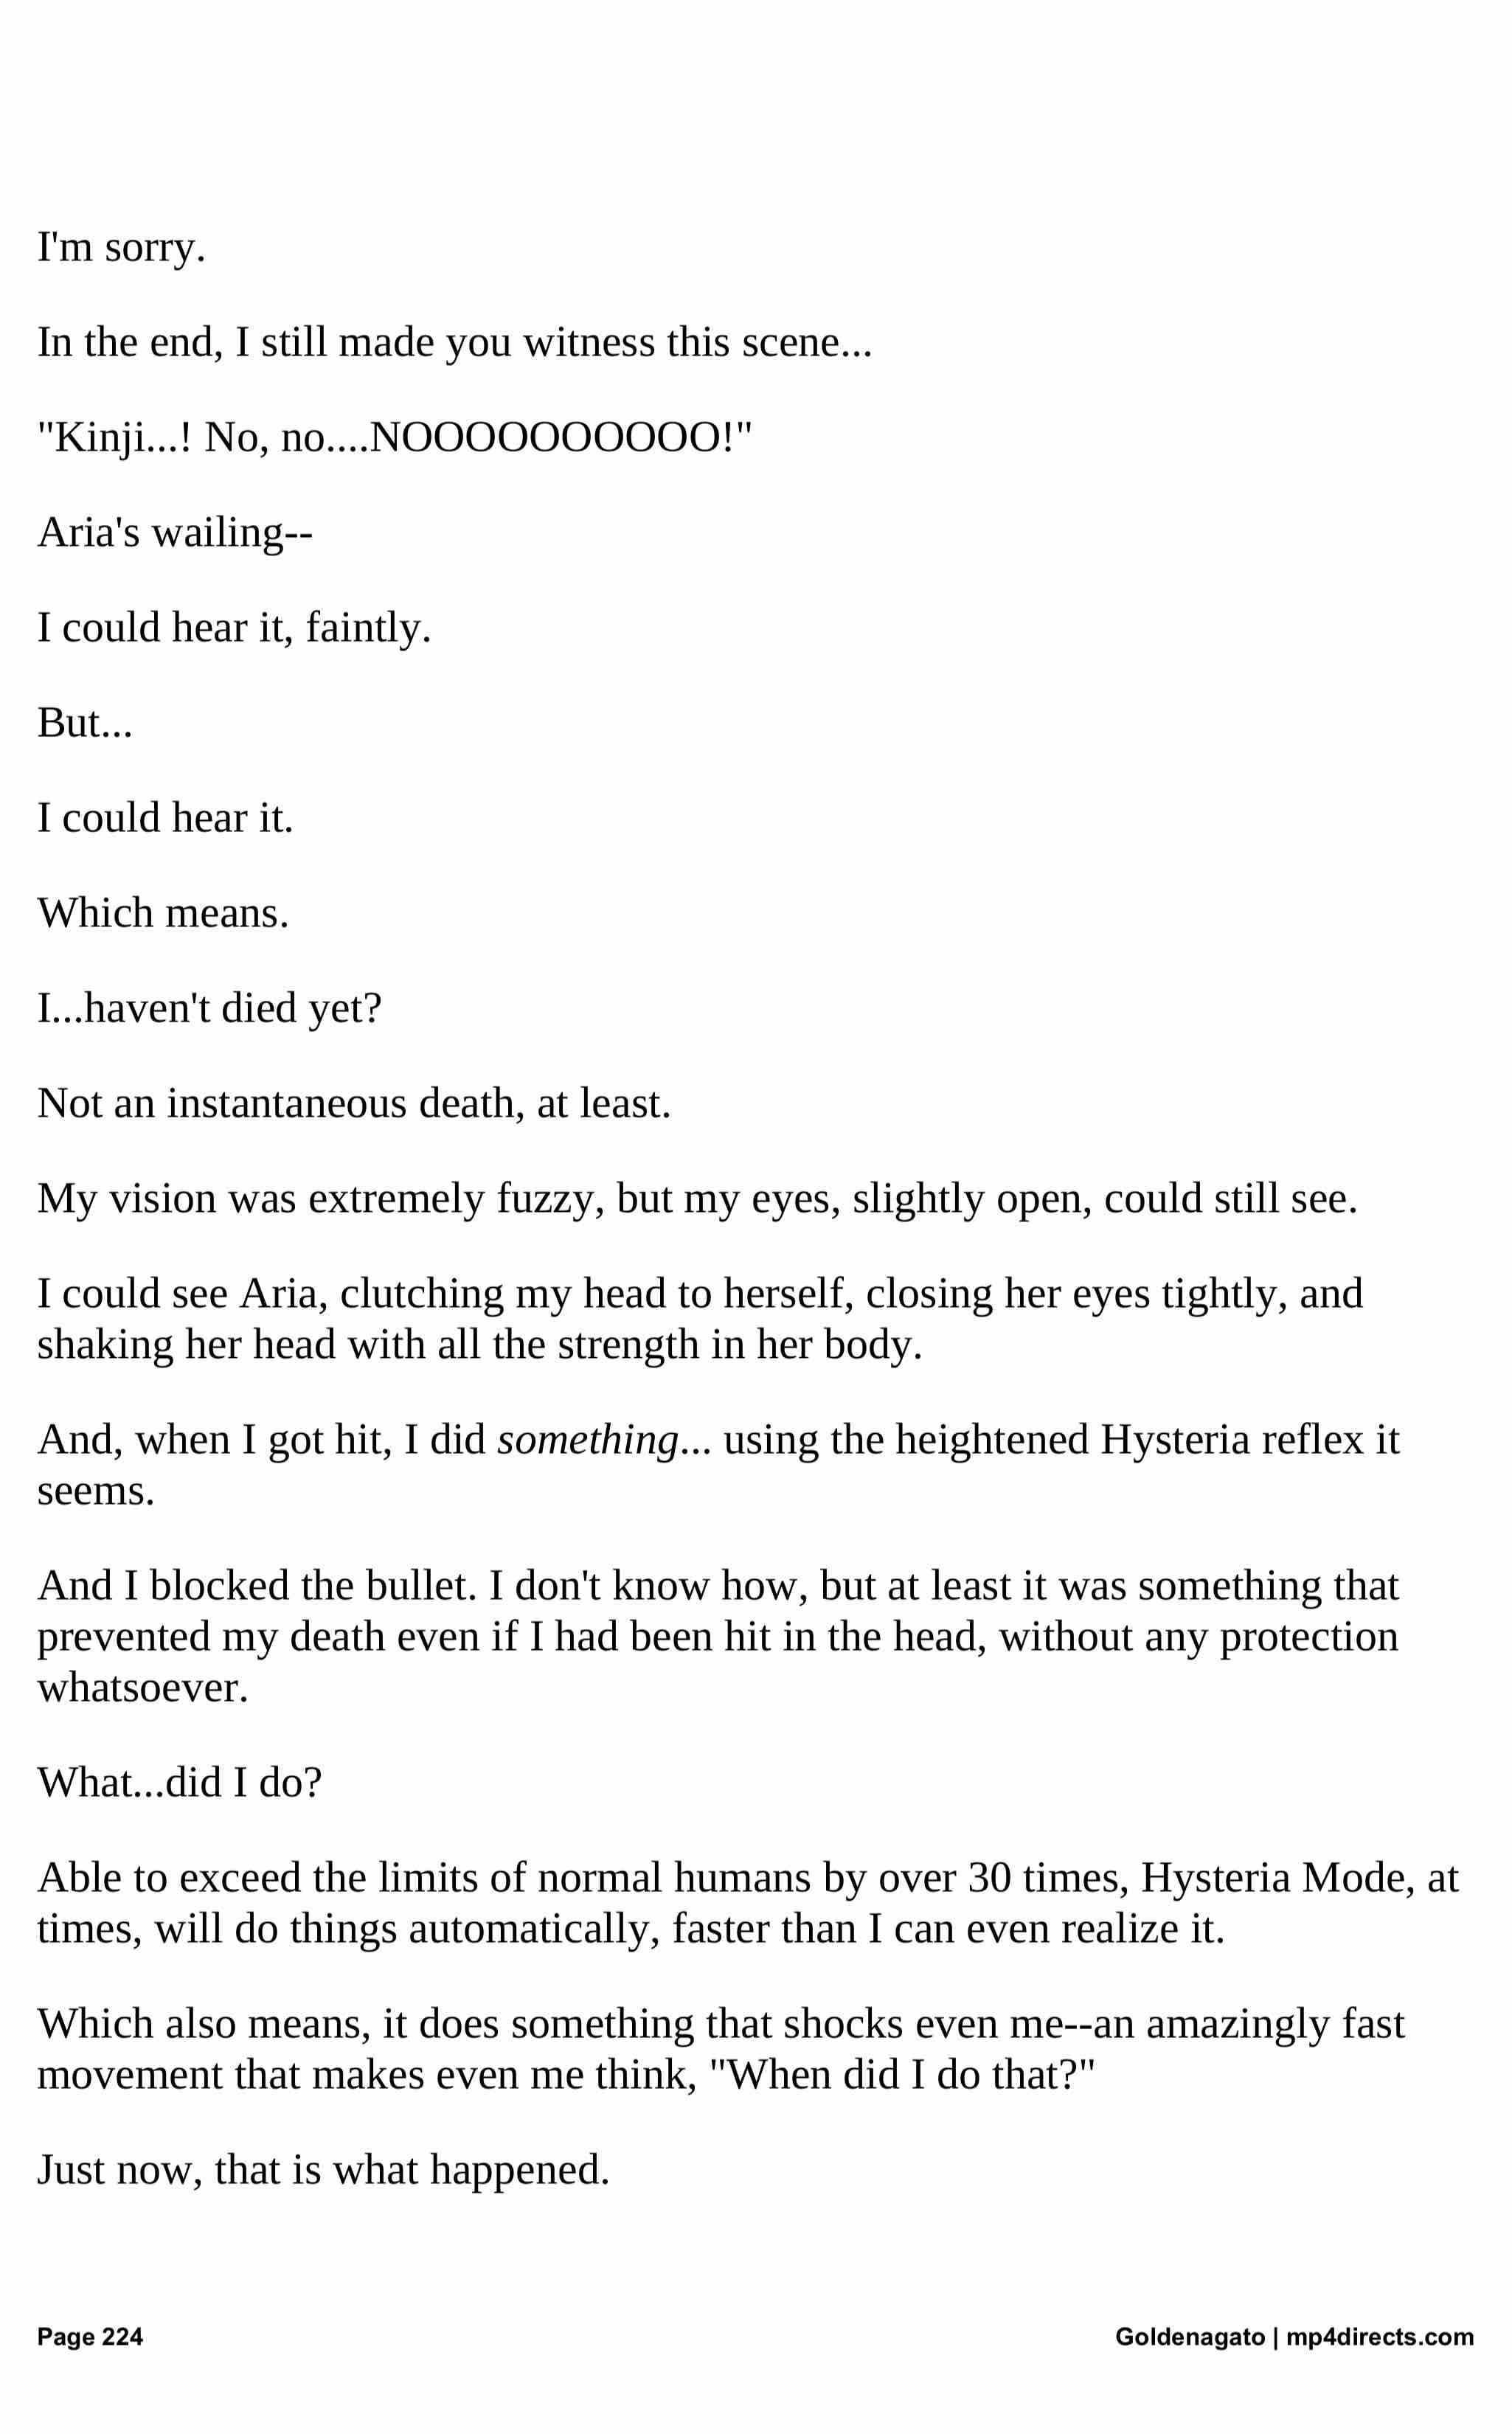 I'm sorry.
In the end, I still made you witness this scene...
"Kinji...! No, no....NOOOOOOOOOO!"
Aria's wailing--
I could hear it, faintly.
But...
I could hear it.
Which means.
I...haven't died yet?
Not an instantaneous death, at least.
My vision was extremely fuzzy, but my eyes, slightly open, could still see.
I could see Aria, clutching my head to herself, closing her eyes tightly, and
shaking her head with all the strength in her body.
And, when I got hit, I did something... using the heightened Hysteria reflex it
seems.
And I blocked the bullet. I don't know how, but at least it was something that
prevented my death even if I had been hit in the head, without any protection
whatsoever.
What...did I do?
Able to exceed the limits of normal humans by over 30 times, Hysteria Mode, at
times, will do things automatically, faster than I can even realize it.
Which also means, it does something that shocks even me--an amazingly fast
movement that makes even me think, "When did I do that?"
Just now, that is what happened.
Page 224 Goldenagato | mp4directs.com